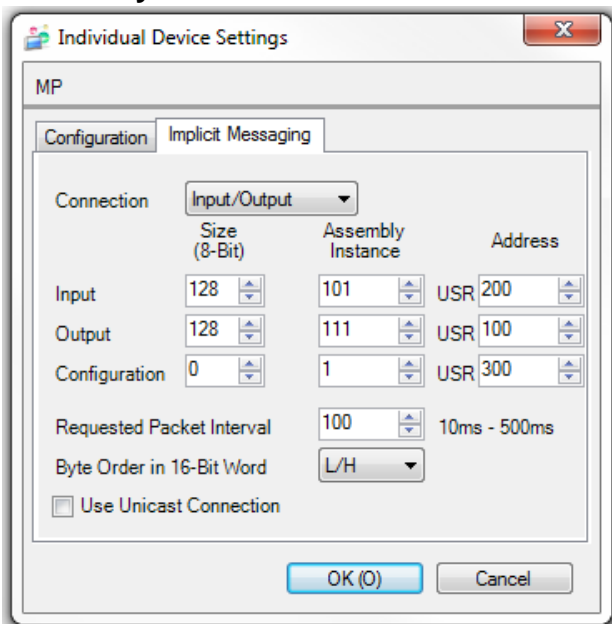 Individual Device Settings
MP
Configuration Implicit Messaging
Connection Input/Output
Size (8-Bit) Assembly Instance Address
Input 128 101 USR 200
Output 128 111 USR 100
Configuration 0 1 USR 300
Requested Packet Interval 100 10ms - 500ms
Byte Order in 16-Bit Word L/H
Use Unicast Connection
OK (O) Cancel